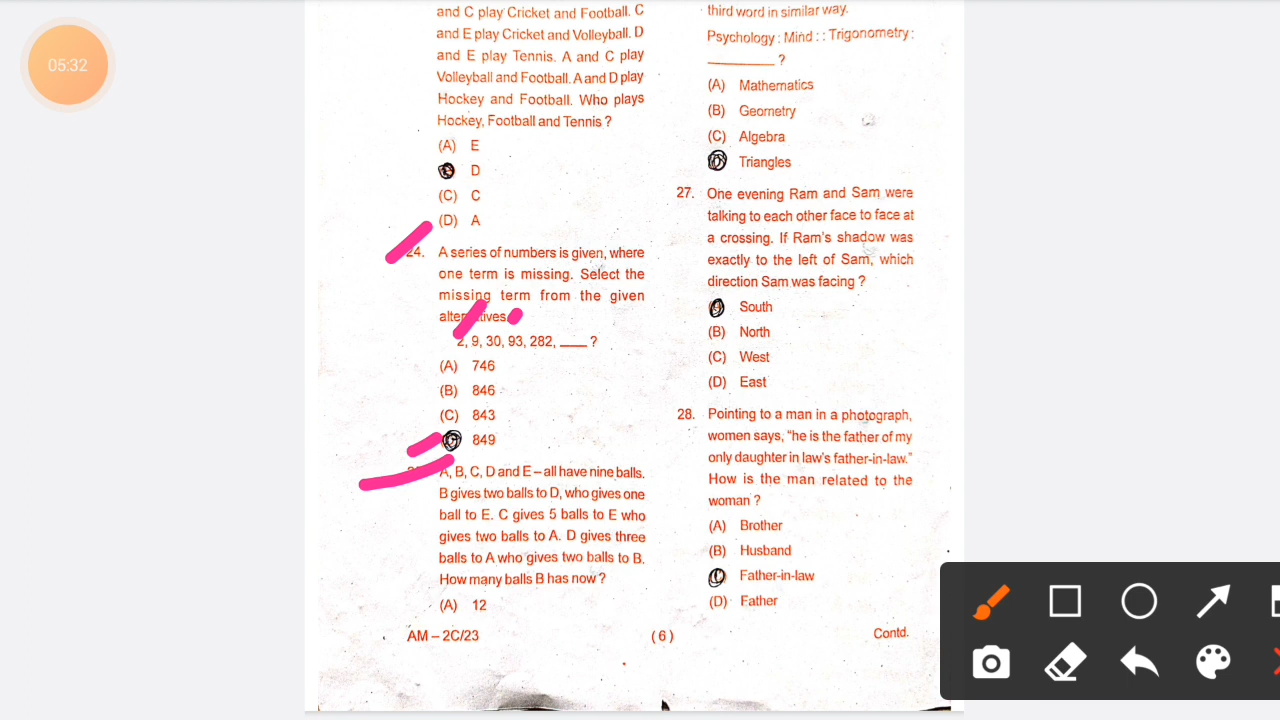 05:32
and C play Cricket and Football. C
and E play Cricket and Volleyball. D
and E play Tennis. A and C play
Volleyball and Football. A and D play
Hockey and Football. Who plays
Hockey, Football and Tennis ?
(A) E
D
(C) C
(D) A
24. A series of numbers is given, where
one term is missing. Select the
missing term from the given
alternatives.
2, 9, 30, 93, 282, ____ ?
(A) 746
(B) 846
(C) 843
849
A, B, C, D and E – all have nine balls.
B gives two balls to D, who gives one
ball to E. C gives 5 balls to E who
gives two balls to A. D gives three
balls to A who gives two balls to B.
How many balls B has now ?
(A) 12
AM – 2C/23
third word in similar way.
Psychology : Mind : : Trigonometry :
__________ ?
(A) Mathematics
(B) Geometry
(C) Algebra
(D) Triangles
27. One evening Ram and Sam were
talking to each other face to face at
a crossing. If Ram's shadow was
exactly to the left of Sam, which
direction Sam was facing ?
South
(B) North
(C) West
(D) East
28. Pointing to a man in a photograph,
women says, "he is the father of my
only daughter in law's father-in-law."
How is the man related to the
woman ?
(A) Brother
(B) Husband
Father-in-law
(D) Father
( 6 )
Contd.